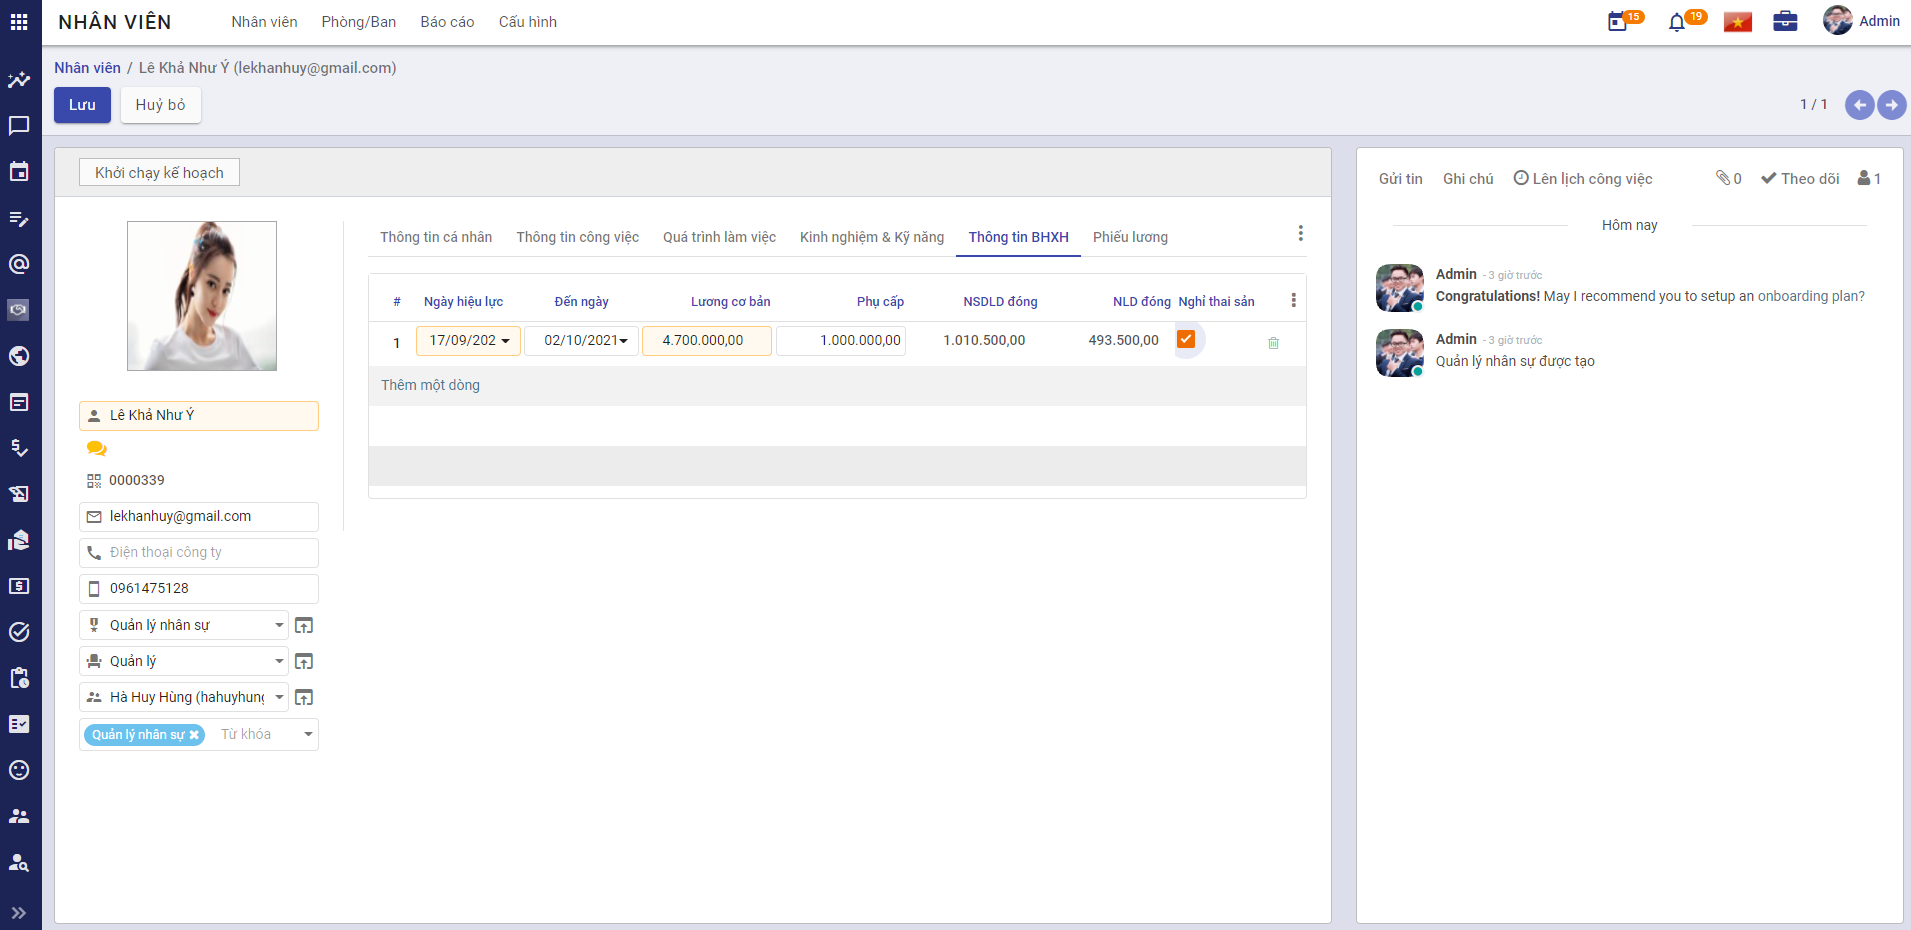 NHÂN VIÊN
Nhân viên
Phòng/Ban
Báo cáo
Cấu hình
15
19
Admin
Nhân viên / Lê Khả Như Ý (lekhanhuy@gmail.com)
Lưu
Huỷ bỏ
1 / 1
Khởi chạy kế hoạch
Lê Khả Như Ý
0000339
lekhanhuy@gmail.com
Điện thoại công ty
0961475128
Quản lý nhân sự
Quản lý
Hà Huy Hùng (hahuyhung
Quản lý nhân sự
Từ khóa
Thông tin cá nhân
Thông tin công việc
Quá trình làm việc
Kinh nghiệm & Kỹ năng
Thông tin BHXH
Phiếu lương
# Ngày hiệu lực Đến ngày Lương cơ bản Phụ cấp NSDLD đóng NLD đóng Nghỉ thai sản
1 17/09/202 02/10/2021 4.700.000,00 1.000.000,00 1.010.500,00 493.500,00
Thêm một dòng
Gửi tin
Ghi chú
Lên lịch công việc
0
Theo dõi
1
Hôm nay
Admin - 3 giờ trước
Congratulations! May I recommend you to setup an onboarding plan?
Admin - 3 giờ trước
Quản lý nhân sự được tạo